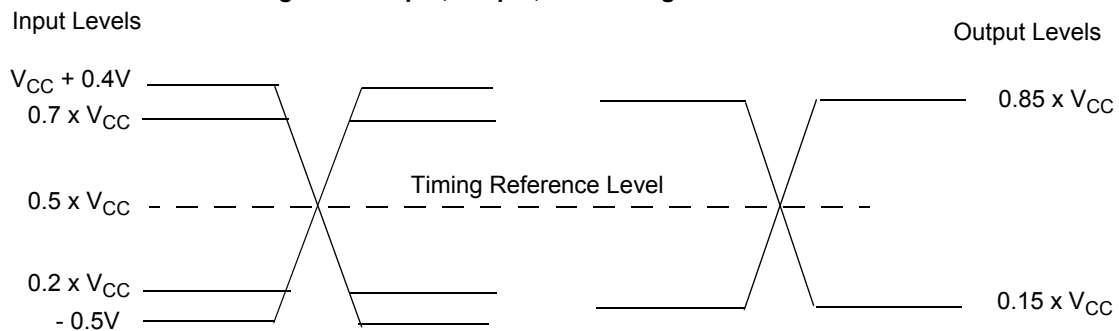 Input Levels
Output Levels
V_CC + 0.4V
0.7 x V_CC
0.85 x V_CC
Timing Reference Level
0.5 x V_CC
0.2 x V_CC
- 0.5V
0.15 x V_CC